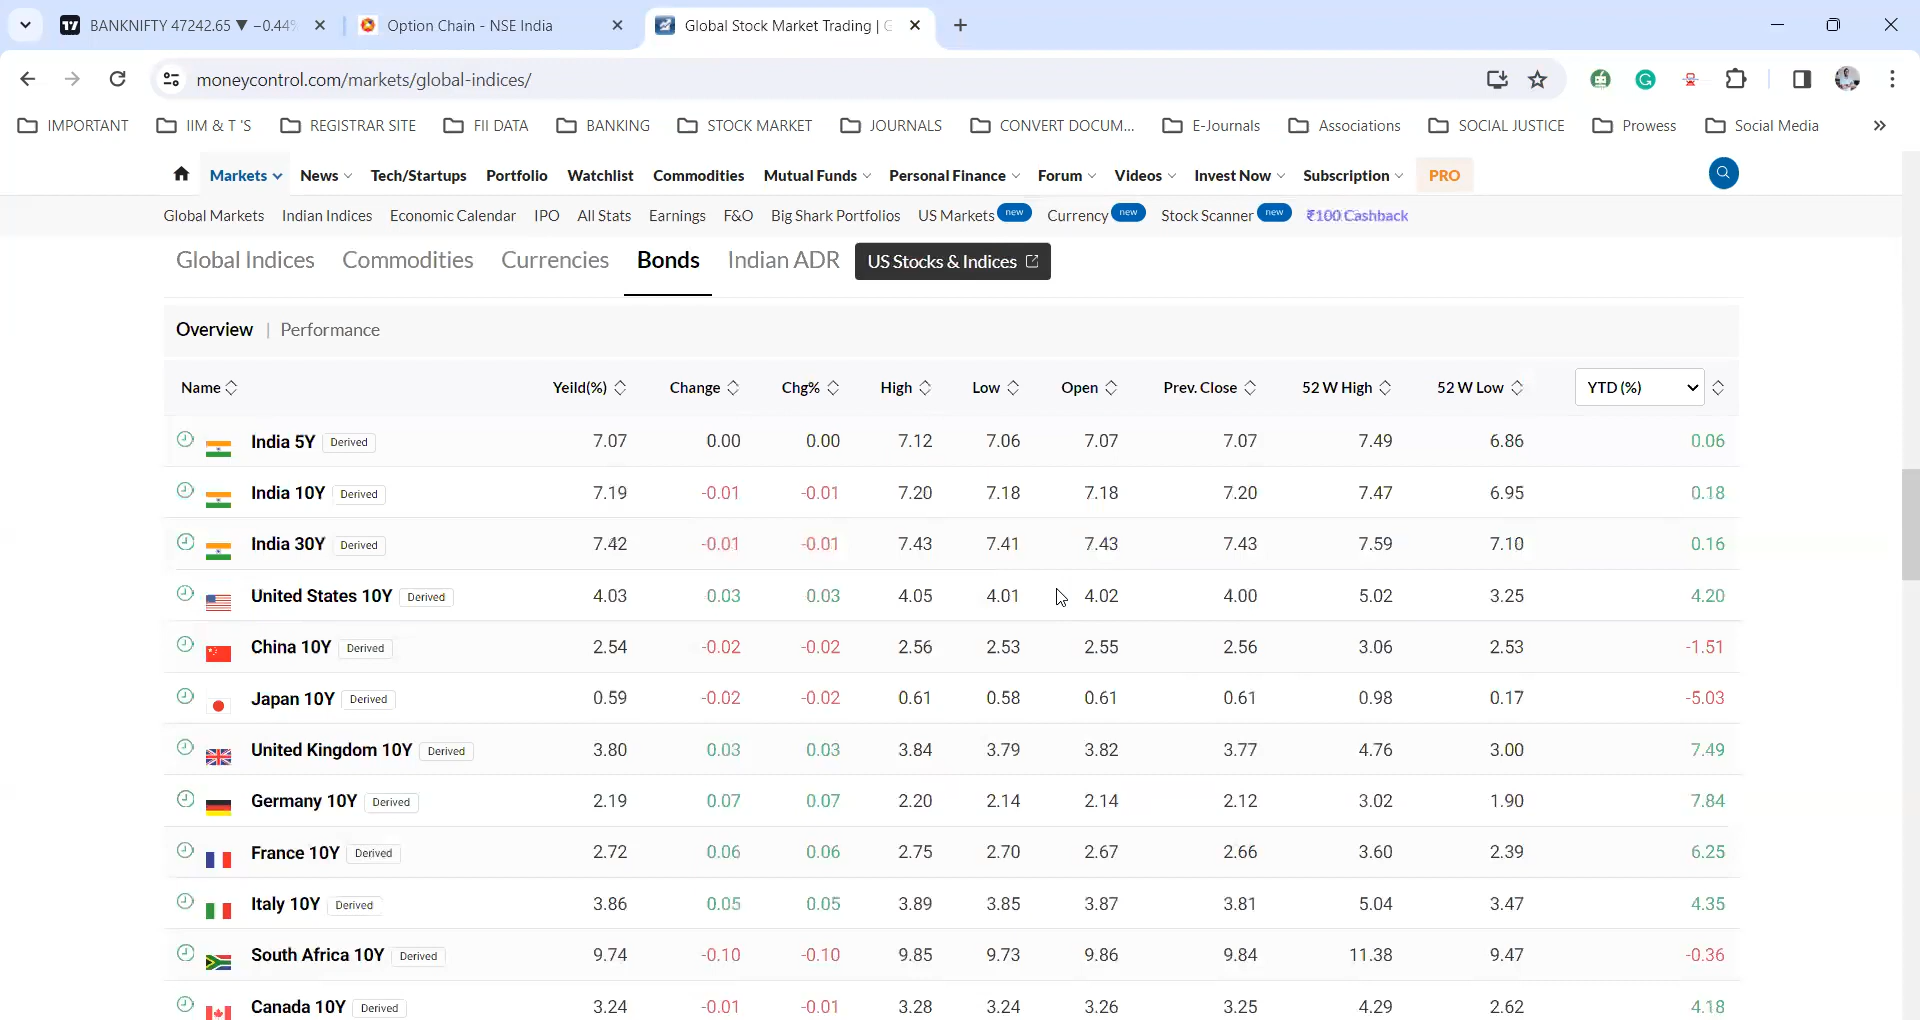 BANKNIFTY 47242.65 ▼ −0.44%
Option Chain - NSE India
Global Stock Market Trading | G
moneycontrol.com/markets/global-indices/
IMPORTANT IIM & T 'S REGISTRAR SITE FII DATA BANKING STOCK MARKET JOURNALS CONVERT DOCUM... E-Journals Associations SOCIAL JUSTICE Prowess Social Media »
Markets News Tech/Startups Portfolio Watchlist Commodities Mutual Funds Personal Finance Forum Videos Invest Now Subscription PRO
Global Markets Indian Indices Economic Calendar IPO All Stats Earnings F&O Big Shark Portfolios US Markets new Currency new Stock Scanner new ₹100 Cashback
Global Indices Commodities Currencies Bonds Indian ADR US Stocks & Indices
Overview | Performance
Name Yeild(%) Change Chg% High Low Open Prev. Close 52 W High 52 W Low YTD (%)
India 5Y Derived 7.07 0.00 0.00 7.12 7.06 7.07 7.07 7.49 6.86 0.06
India 10Y Derived 7.19 -0.01 -0.01 7.20 7.18 7.18 7.20 7.47 6.95 0.18
India 30Y Derived 7.42 -0.01 -0.01 7.43 7.41 7.43 7.43 7.59 7.10 0.16
United States 10Y Derived 4.03 0.03 0.03 4.05 4.01 4.02 4.00 5.02 3.25 4.20
China 10Y Derived 2.54 -0.02 -0.02 2.56 2.53 2.55 2.56 3.06 2.53 -1.51
Japan 10Y Derived 0.59 -0.02 -0.02 0.61 0.58 0.61 0.61 0.98 0.17 -5.03
United Kingdom 10Y Derived 3.80 0.03 0.03 3.84 3.79 3.82 3.77 4.76 3.00 7.49
Germany 10Y Derived 2.19 0.07 0.07 2.20 2.14 2.14 2.12 3.02 1.90 7.84
France 10Y Derived 2.72 0.06 0.06 2.75 2.70 2.67 2.66 3.60 2.39 6.25
Italy 10Y Derived 3.86 0.05 0.05 3.89 3.85 3.87 3.81 5.04 3.47 4.35
South Africa 10Y Derived 9.74 -0.10 -0.10 9.85 9.73 9.86 9.84 11.38 9.47 -0.36
Canada 10Y Derived 3.24 -0.01 -0.01 3.28 3.24 3.26 3.25 4.29 2.62 4.18